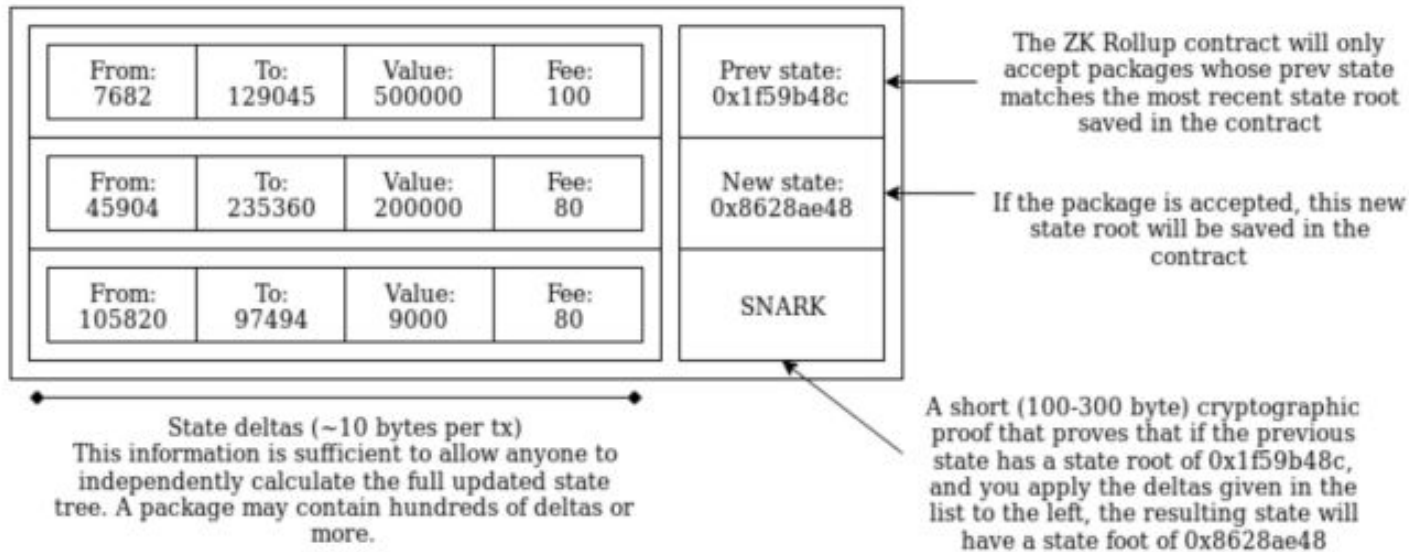 From:
7682
To:
129045
Value:
500000
Fee:
100
Prev state:
0x1f59b48c
The ZK Rollup contract will only
accept packages whose prev state
matches the most recent state root
saved in the contract
From:
45904
To:
235360
Value:
200000
Fee:
80
New state:
0x8628ae48
If the package is accepted, this new
state root will be saved in the
contract
From:
105820
To:
97494
Value:
9000
Fee:
80
SNARK
State deltas (~10 bytes per tx)
This information is sufficient to allow anyone to
independently calculate the full updated state
tree. A package may contain hundreds of deltas or
more.
A short (100-300 byte) cryptographic
proof that proves that if the previous
state has a state root of 0x1f59b48c,
and you apply the deltas given in the
list to the left, the resulting state will
have a state foot of 0x8628ae48